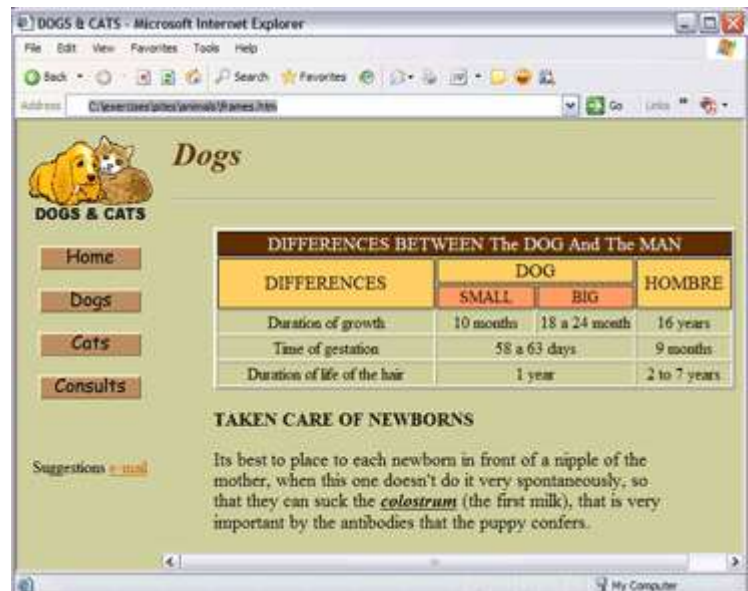 DOGS & CATS - Microsoft Internet Explorer
File Edit View Favorites Tools Help
Back Search Favorites
Address C:\exercises\sites\animals\frames.htm Go Links
Dogs
DOGS & CATS
Home
Dogs
Cats
Consults
Suggestions e-mail
DIFFERENCES BETWEEN The DOG And The MAN
DIFFERENCES DOG HOMBRE
SMALL BIG
Duration of growth 10 months 18 a 24 month 16 years
Time of gestation 58 a 63 days 9 months
Duration of life of the hair 1 year 2 to 7 years
TAKEN CARE OF NEWBORNS
Its best to place to each newborn in front of a nipple of the
mother, when this one doesn't do it very spontaneously, so
that they can suck the colostrum (the first milk), that is very
important by the antibodies that the puppy confers.
My Computer